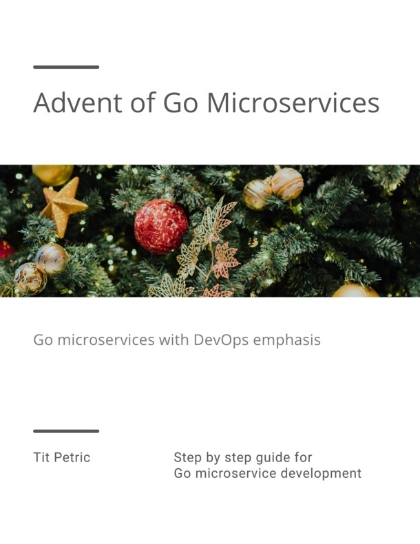 Advent of Go Microservices
Go microservices with DevOps emphasis
Tit Petric
Step by step guide for
Go microservice development